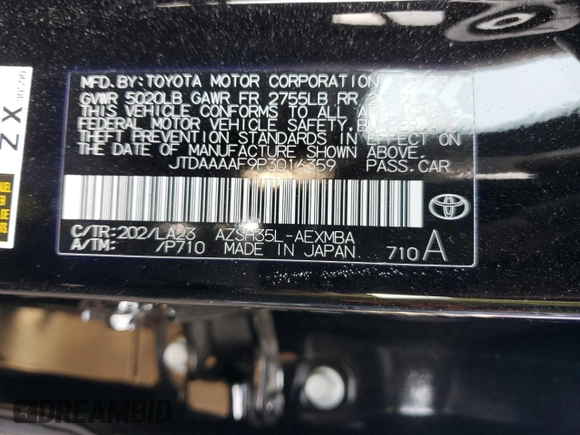 MFD. BY: TOYOTA MOTOR CORPORATION
GVWR 5020LB GAWR FR 2755LB RR
THIS VEHICLE CONFORMS TO ALL
FEDERAL MOTOR VEHICLE SAFETY,
THEFT PREVENTION STANDARDS IN EFFECT ON
THE DATE OF MANUFACTURE SHOWN ABOVE.
JTDAAAAF9P3016359 PASS. CAR
C/TR: 202/LA23 AZSH35L-AEXMBA
A/TM: /P710 MADE IN JAPAN. 710 A
ZX
DREAMBID